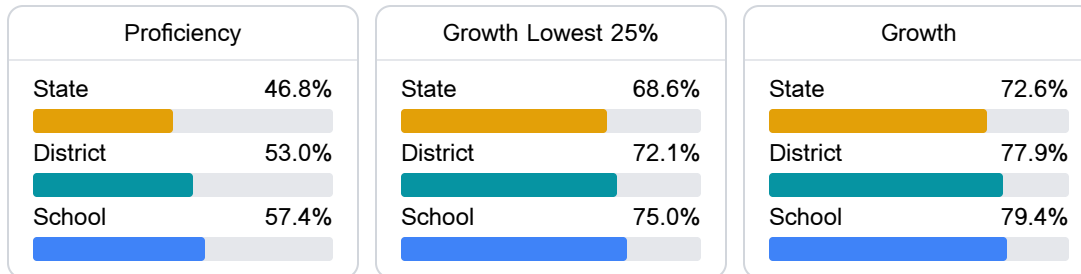 Proficiency
State 46.8%
District 53.0%
School 57.4%
Growth Lowest 25%
State 68.6%
District 72.1%
School 75.0%
Growth
State 72.6%
District 77.9%
School 79.4%